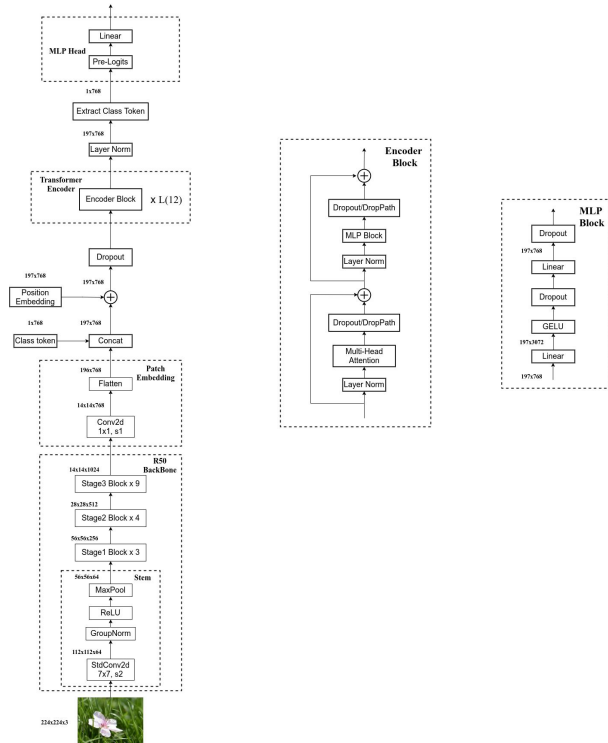 Linear
MLP Head
Pre-Logits
1x768
Extract Class Token
197x768
Layer Norm
Transformer
Encoder
Encoder Block
x L(12)
Dropout
197x768
197x768
Position
Embedding
1x768
197x768
Class token
Concat
196x768
Patch
Embedding
Flatten
14x14x768
Conv2d
1x1, s1
R50
BackBone
14x14x1024
Stage3 Block x 9
28x28x512
Stage2 Block x 4
56x56x256
Stage1 Block x 3
56x56x64
Stem
MaxPool
ReLU
GroupNorm
112x112x64
StdConv2d
7x7, s2
224x224x3
Encoder
Block
Dropout/DropPath
MLP Block
Layer Norm
Dropout/DropPath
Multi-Head
Attention
Layer Norm
MLP
Block
Dropout
197x768
Linear
Dropout
GELU
197x3072
Linear
197x768